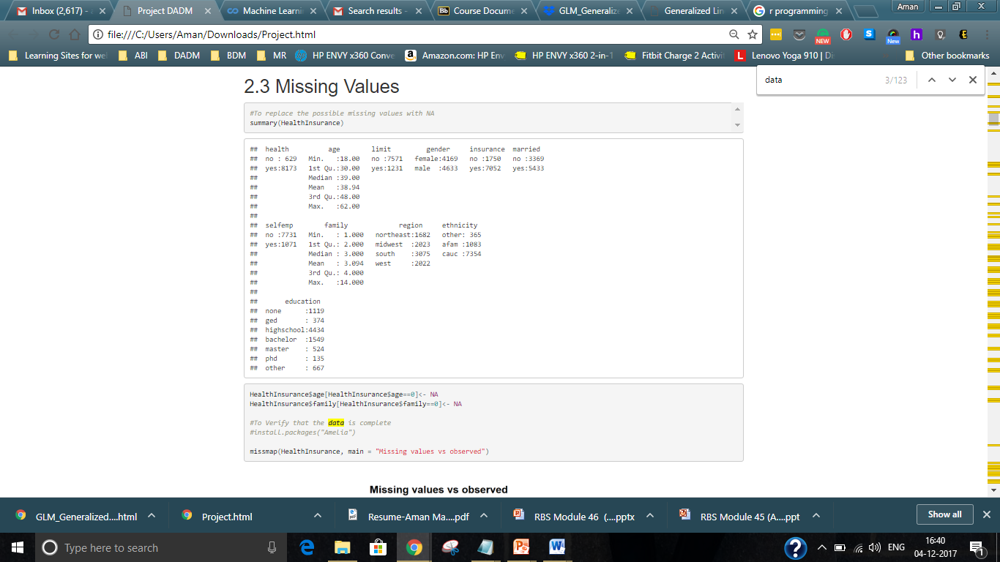 Inbox (2,617) -
Project DADM
Machine Learni
Search results -
Course Docume
GLM_Generalize
Generalized Lin
r programming
Aman
file:///C:/Users/Aman/Downloads/Project.html
Learning Sites for we
ABI
DADM
BDM
MR
HP ENVY x360 Conve
Amazon.com: HP Env
HP ENVY x360 2-in-1
Fitbit Charge 2 Activit
Lenovo Yoga 910 | Di
Other bookmarks
data 3/123
2.3 Missing Values
#To replace the possible missing values with NA
summary(HealthInsurance)
## health age limit gender insurance married
## no : 629 Min. :18.00 no :7571 female:4169 no :1750 no :3369
## yes:8173 1st Qu.:30.00 yes:1231 male :4633 yes:7052 yes:5433
## Median :39.00
## Mean :38.94
## 3rd Qu.:48.00
## Max. :62.00
##
## selfemp family region ethnicity
## no :7731 Min. : 1.000 northeast:1682 other: 365
## yes:1071 1st Qu.: 2.000 midwest :2023 afam :1083
## Median : 3.000 south :3075 cauc :7354
## Mean : 3.094 west :2022
## 3rd Qu.: 4.000
## Max. :14.000
##
## education
## none :1119
## ged : 374
## highschool:4434
## bachelor :1549
## master : 524
## phd : 135
## other : 667
HealthInsurance$age[HealthInsurance$age==0]<- NA
HealthInsurance$family[HealthInsurance$family==0]<- NA
#To Verify that the data is complete
#install.packages("Amelia")
missmap(HealthInsurance, main = "Missing values vs observed")
Missing values vs observed
GLM_Generalized....html
Project.html
Resume-Aman Ma....pdf
RBS Module 46 (....pptx
RBS Module 45 (A....ppt
Show all
Type here to search
ENG
16:40
04-12-2017